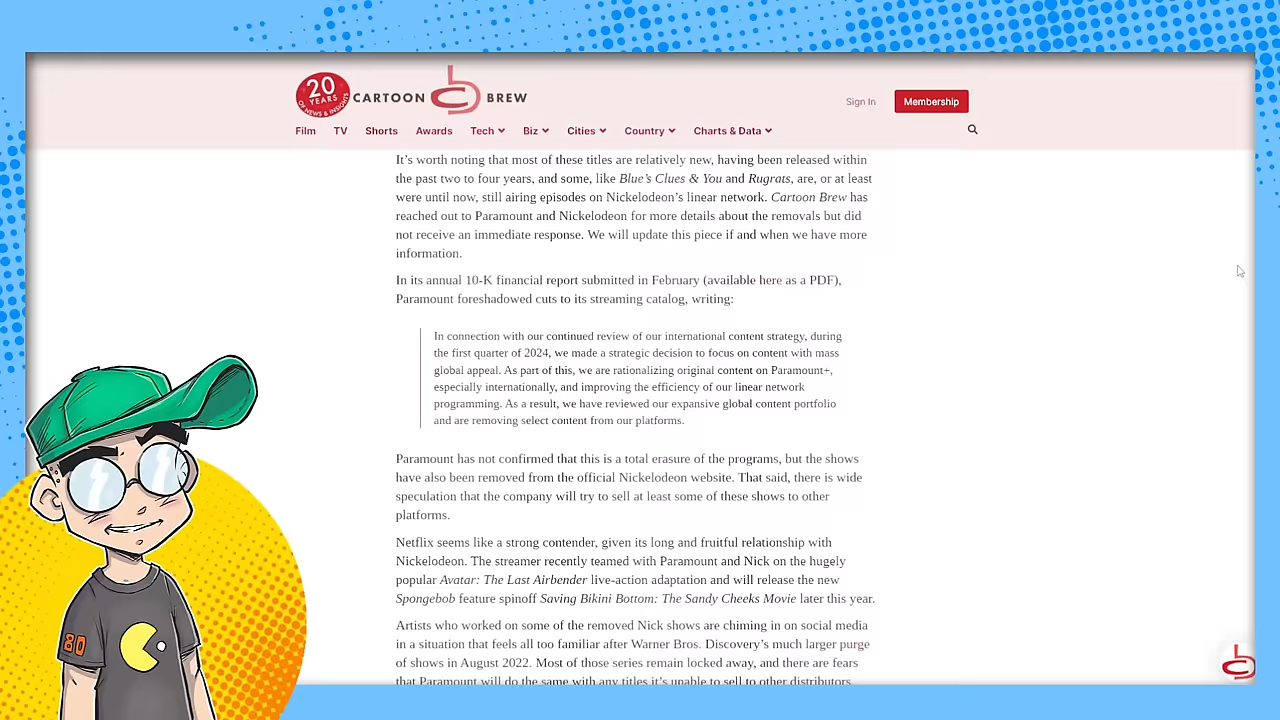 20
YEARS
OF NEWS & INSIGHTS
CARTOON BREW
Sign In
Membership
Film TV Shorts Awards Tech Biz Cities Country Charts & Data
It’s worth noting that most of these titles are relatively new, having been released within
the past two to four years, and some, like Blue’s Clues & You and Rugrats, are, or at least
were until now, still airing episodes on Nickelodeon’s linear network. Cartoon Brew has
reached out to Paramount and Nickelodeon for more details about the removals but did
not receive an immediate response. We will update this piece if and when we have more
information.
In its annual 10-K financial report submitted in February (available here as a PDF),
Paramount foreshadowed cuts to its streaming catalog, writing:
In connection with our continued review of our international content strategy, during
the first quarter of 2024, we made a strategic decision to focus on content with mass
global appeal. As part of this, we are rationalizing original content on Paramount+,
especially internationally, and improving the efficiency of our linear network
programming. As a result, we have reviewed our expansive global content portfolio
and are removing select content from our platforms.
Paramount has not confirmed that this is a total erasure of the programs, but the shows
have also been removed from the official Nickelodeon website. That said, there is wide
speculation that the company will try to sell at least some of these shows to other
platforms.
Netflix seems like a strong contender, given its long and fruitful relationship with
Nickelodeon. The streamer recently teamed with Paramount and Nick on the hugely
popular Avatar: The Last Airbender live-action adaptation and will release the new
Spongebob feature spinoff Saving Bikini Bottom: The Sandy Cheeks Movie later this year.
Artists who worked on some of the removed Nick shows are chiming in on social media
in a situation that feels all too familiar after Warner Bros. Discovery’s much larger purge
of shows in August 2022. Most of those series remain locked away, and there are fears
that Paramount will do the same with any titles it’s unable to sell to other distributors
80